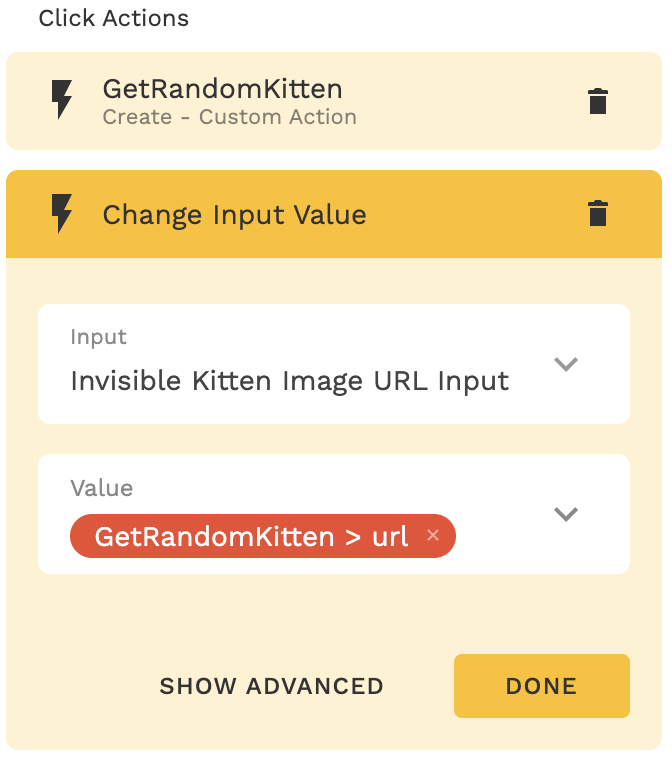 Click Actions
GetRandomKitten
Create - Custom Action
Change Input Value
Input
Invisible Kitten Image URL Input
Value
GetRandomKitten > url ×
SHOW ADVANCED
DONE